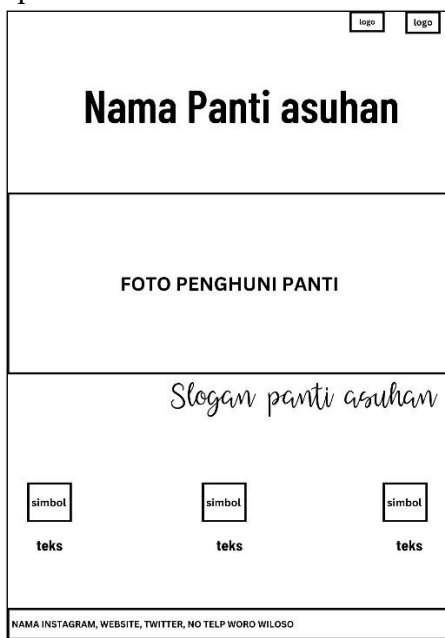 logo logo
Nama Panti asuhan
FOTO PENGHUNI PANTI
Slogan panti asuhan
simbol simbol simbol
teks teks teks
NAMA INSTAGRAM, WEBSITE, TWITTER, NO TELP WORO WILOSO